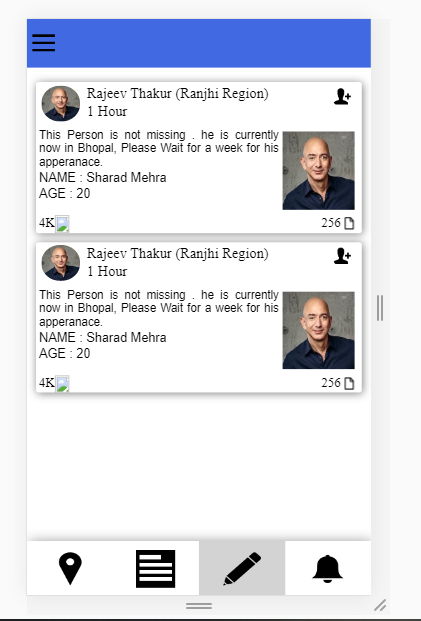 Rajeev Thakur (Ranjhi Region)
1 Hour
This Person is not missing . he is currently
now in Bhopal, Please Wait for a week for his
apperanace.
NAME : Sharad Mehra
AGE : 20
4K 256
Rajeev Thakur (Ranjhi Region)
1 Hour
This Person is not missing . he is currently
now in Bhopal, Please Wait for a week for his
apperanace.
NAME : Sharad Mehra
AGE : 20
4K 256